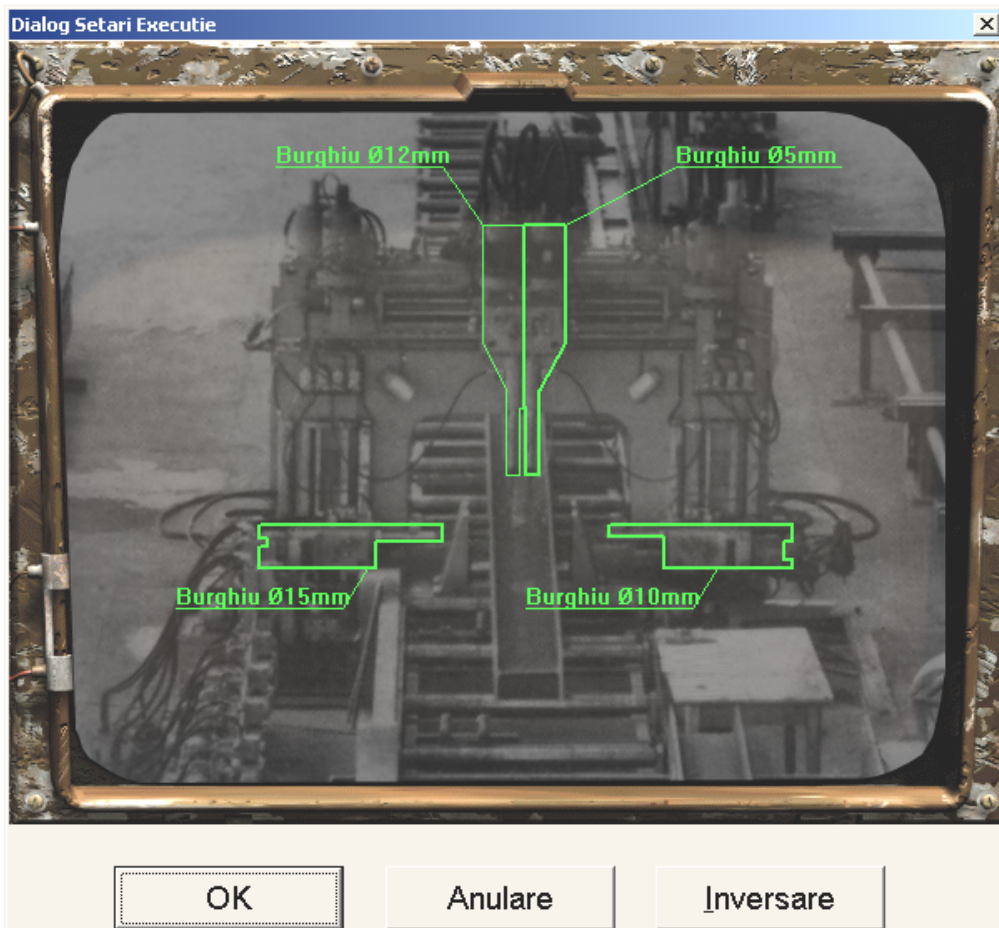 Dialog Setari Executie
Burghiu Ø12mm
Burghiu Ø5mm
Burghiu Ø15mm
Burghiu Ø10mm
OK
Anulare
Inversare